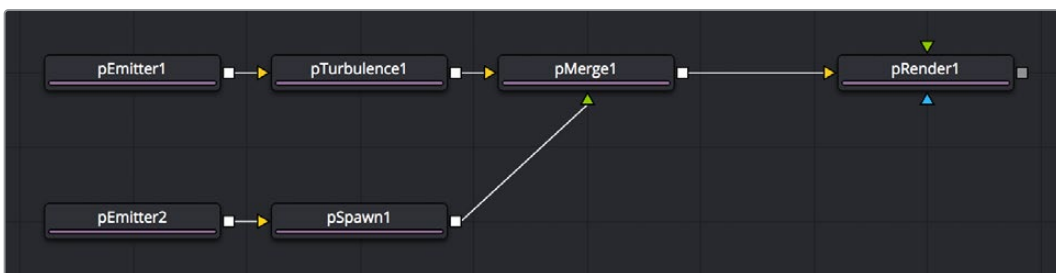 pEmitter1
pTurbulence1
pMerge1
pRender1
pEmitter2
pSpawn1